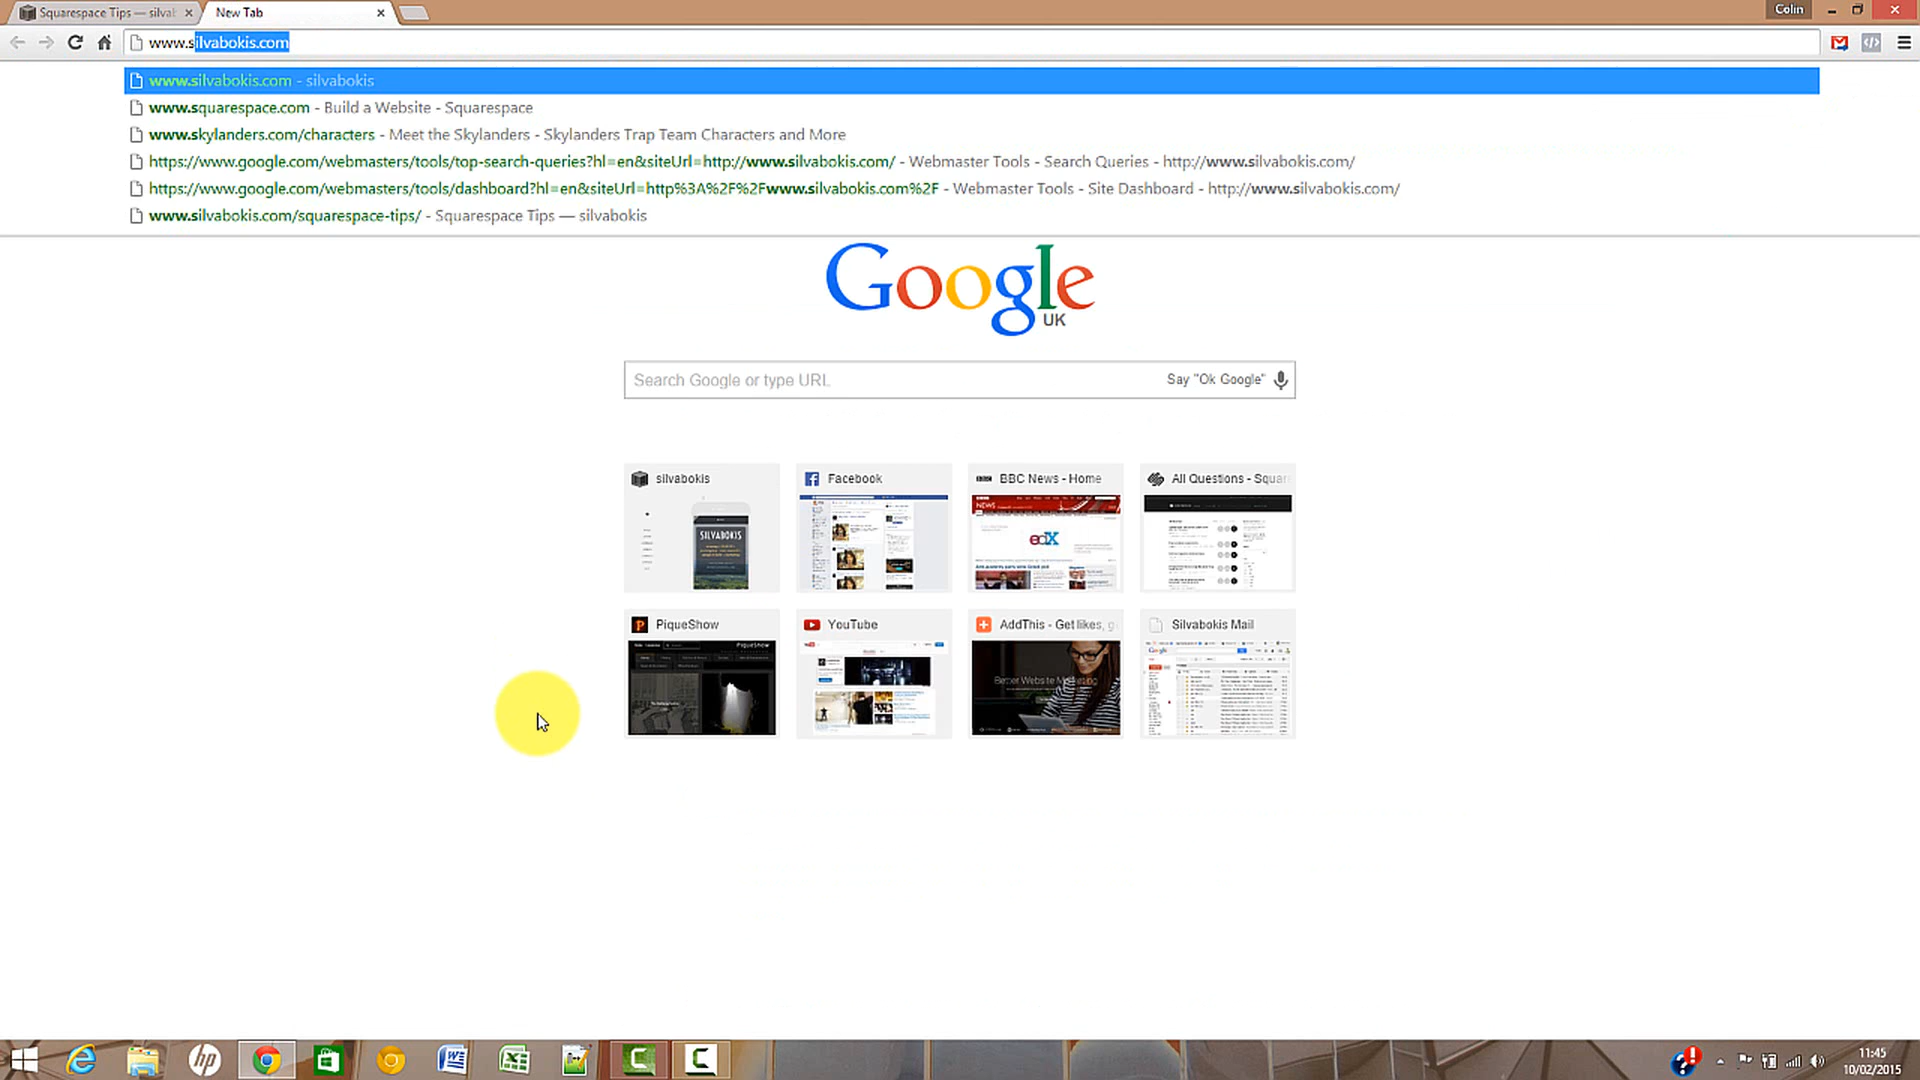 Squarespace Tips — silvab
New Tab
Colin
www.silvabokis.com
www.silvabokis.com - silvabokis
www.squarespace.com - Build a Website - Squarespace
www.skylanders.com/characters - Meet the Skylanders - Skylanders Trap Team Characters and More
https://www.google.com/webmasters/tools/top-search-queries?hl=en&siteUrl=http://www.silvabokis.com/ - Webmaster Tools - Search Queries - http://www.silvabokis.com/
https://www.google.com/webmasters/tools/dashboard?hl=en&siteUrl=http%3A%2F%2Fwww.silvabokis.com%2F - Webmaster Tools - Site Dashboard - http://www.silvabokis.com/
www.silvabokis.com/squarespace-tips/ - Squarespace Tips — silvabokis
Google
UK
Search Google or type URL
Say "Ok Google"
silvabokis
Facebook
BBC News - Home
All Questions - Square
SILVABOKIS
NEWS
edX
PiqueShow
YouTube
AddThis - Get likes, g
Silvabokis Mail
PiqueShow
Better Website Marketing
Google
hp
11:45
10/02/2015